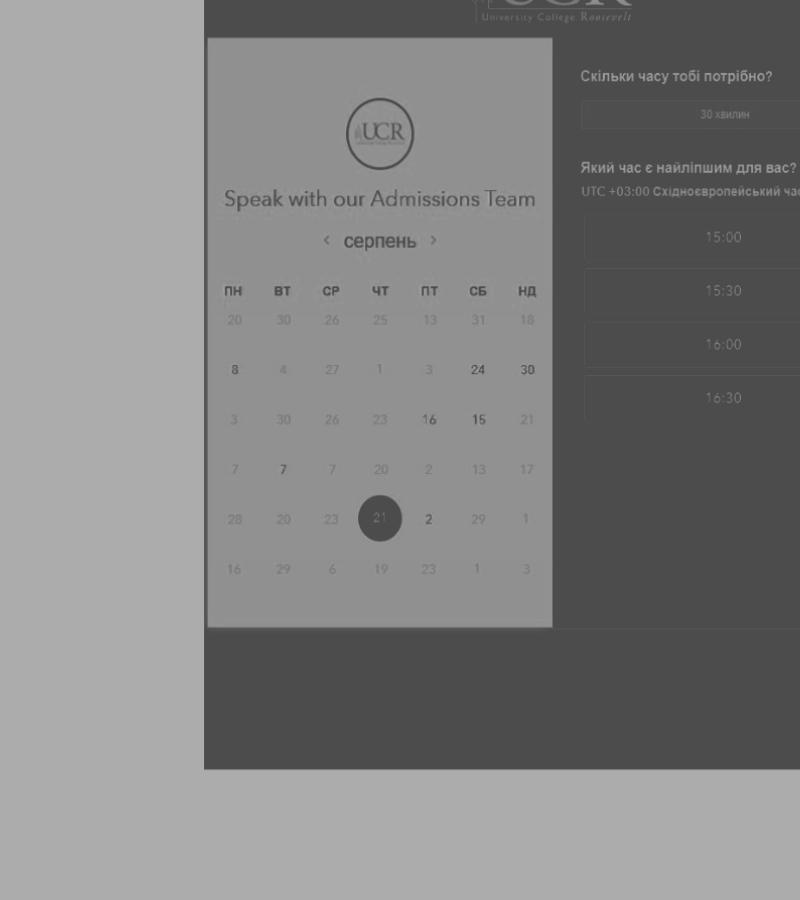 UCR
University College Roosevelt
UCR
Speak with our Admissions Team
‹ серпень ›
ПН ВТ СР ЧТ ПТ СБ НД
20 30 26 25 13 31 18
8 4 27 1 3 24 30
3 30 26 23 16 15 21
7 7 7 20 2 13 17
28 20 23 21 2 29 1
16 29 6 19 23 1 3
Скільки часу тобі потрібно?
30 хвилин
Який час є найліпшим для вас?
UTC +03:00 Східноєвропейський час
15:00
15:30
16:00
16:30